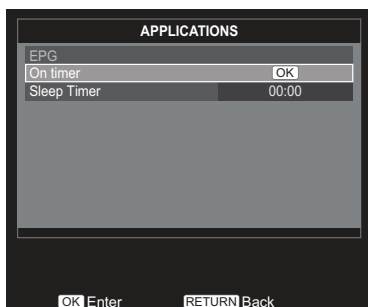 APPLICATIONS
EPG
On timer OK
Sleep Timer 00:00
OK Enter RETURN Back